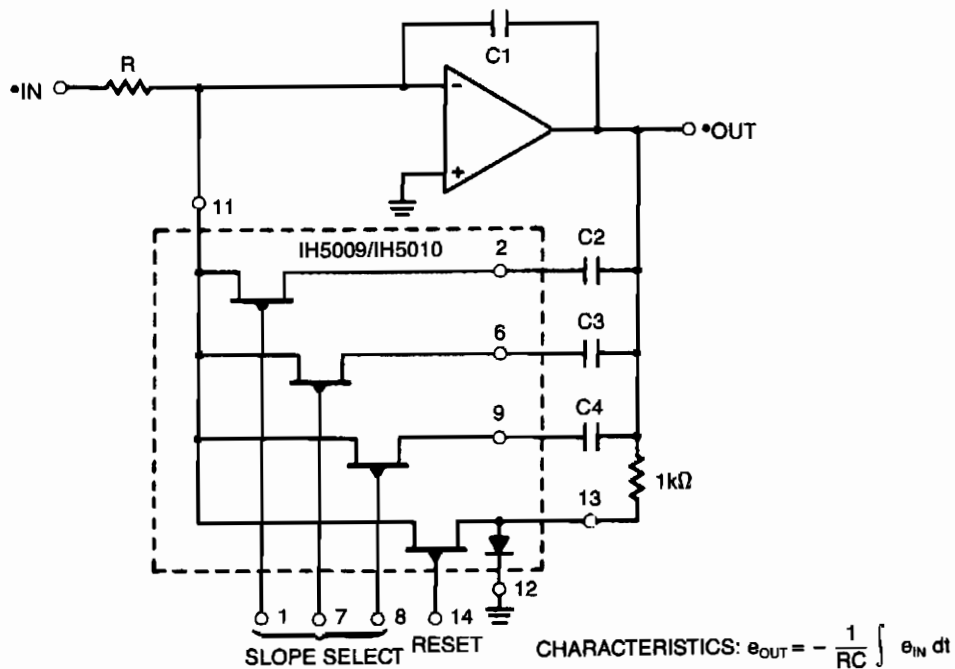 C1
R
•IN
•OUT
11
IH5009/IH5010
2
C2
6
C3
9
C4
1kΩ
13
12
1 7 8 14
SLOPE SELECT RESET
CHARACTERISTICS: eOUT = - 1/RC ∫ eIN dt
- 
+